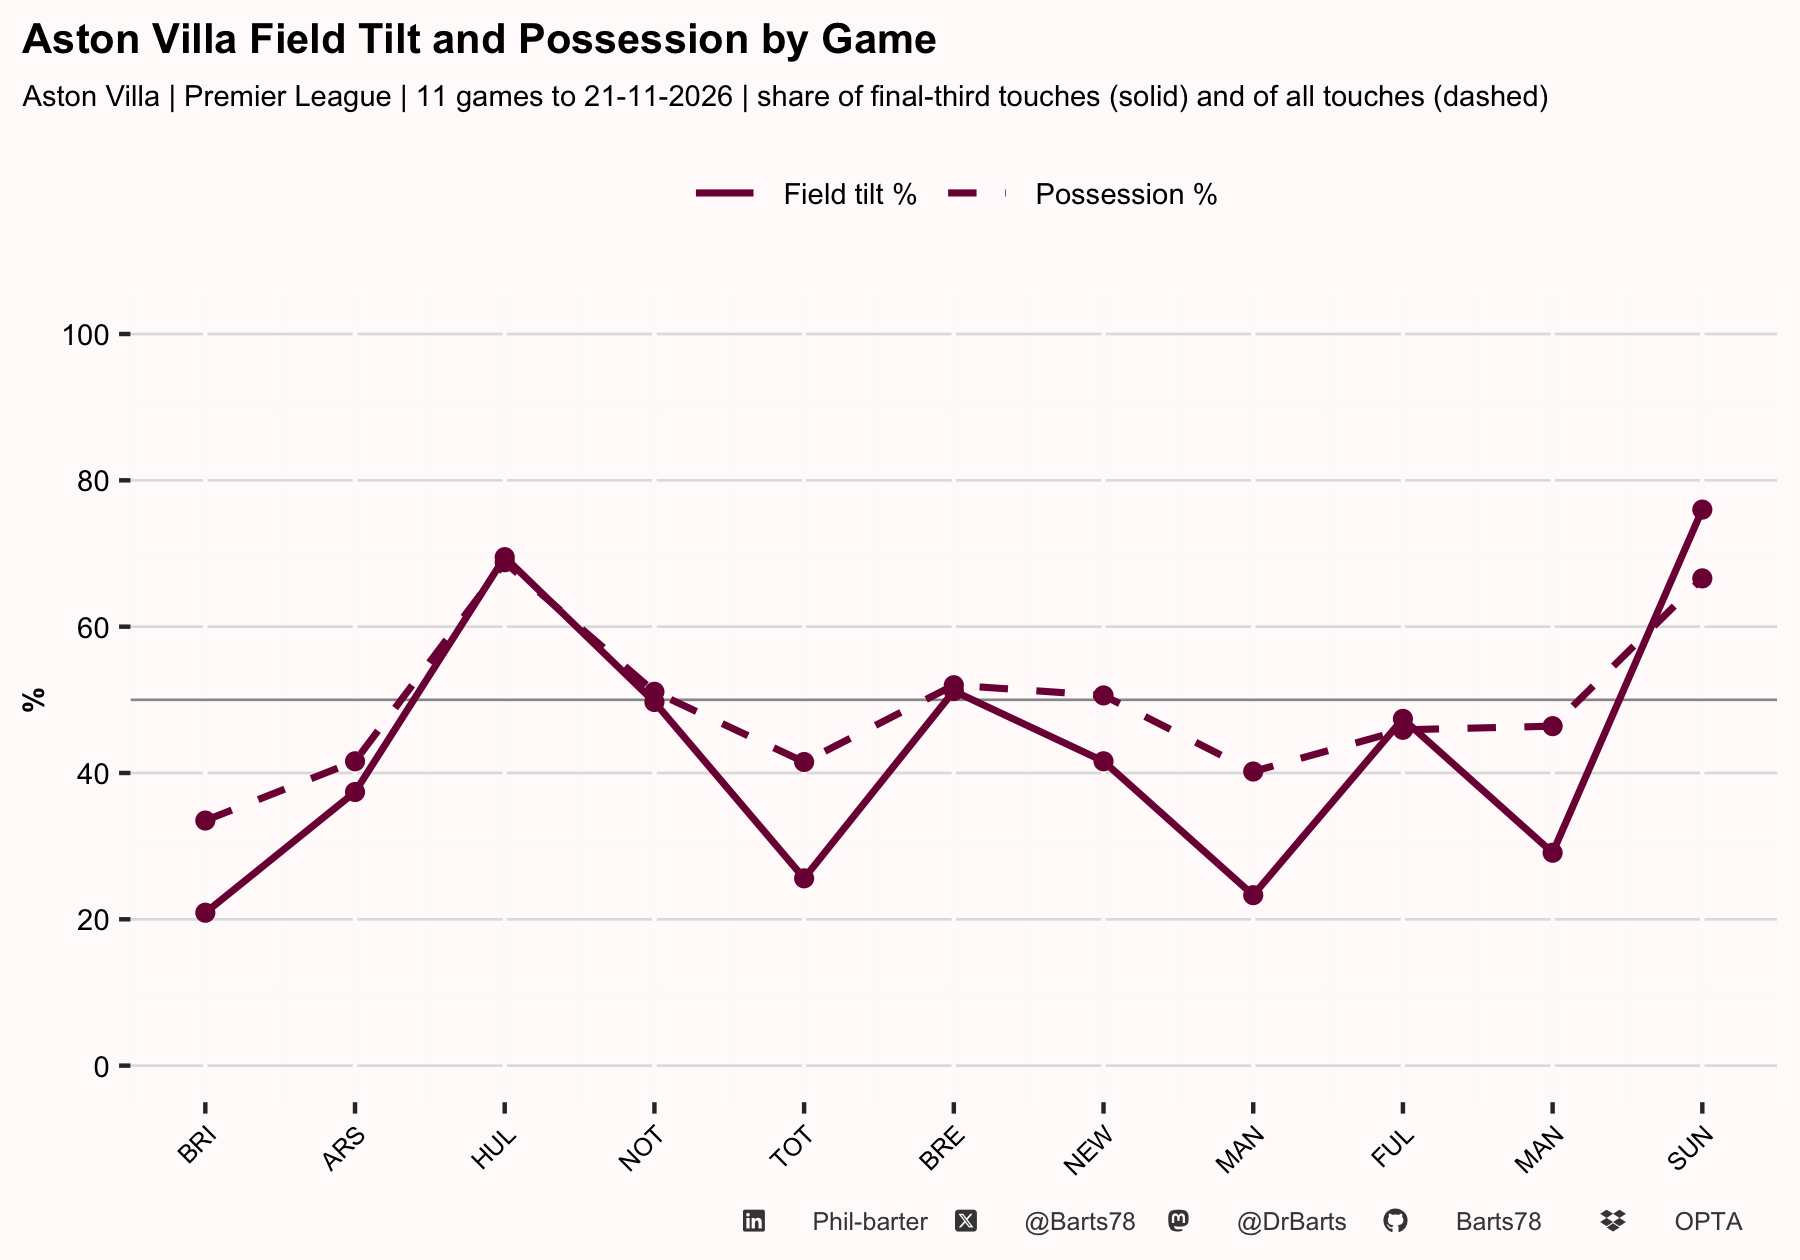 Aston Villa Field Tilt and Possession by Game
Aston Villa | Premier League | 11 games to 21-11-2026 | share of final-third touches (solid) and of all touches (dashed)
Field tilt % Possession %
100
80
60
40
20
0
%
BRI ARS HUL NOT TOT BRE NEW MAN FUL MAN SUN
Phil-barter @Barts78 @DrBarts Barts78 OPTA